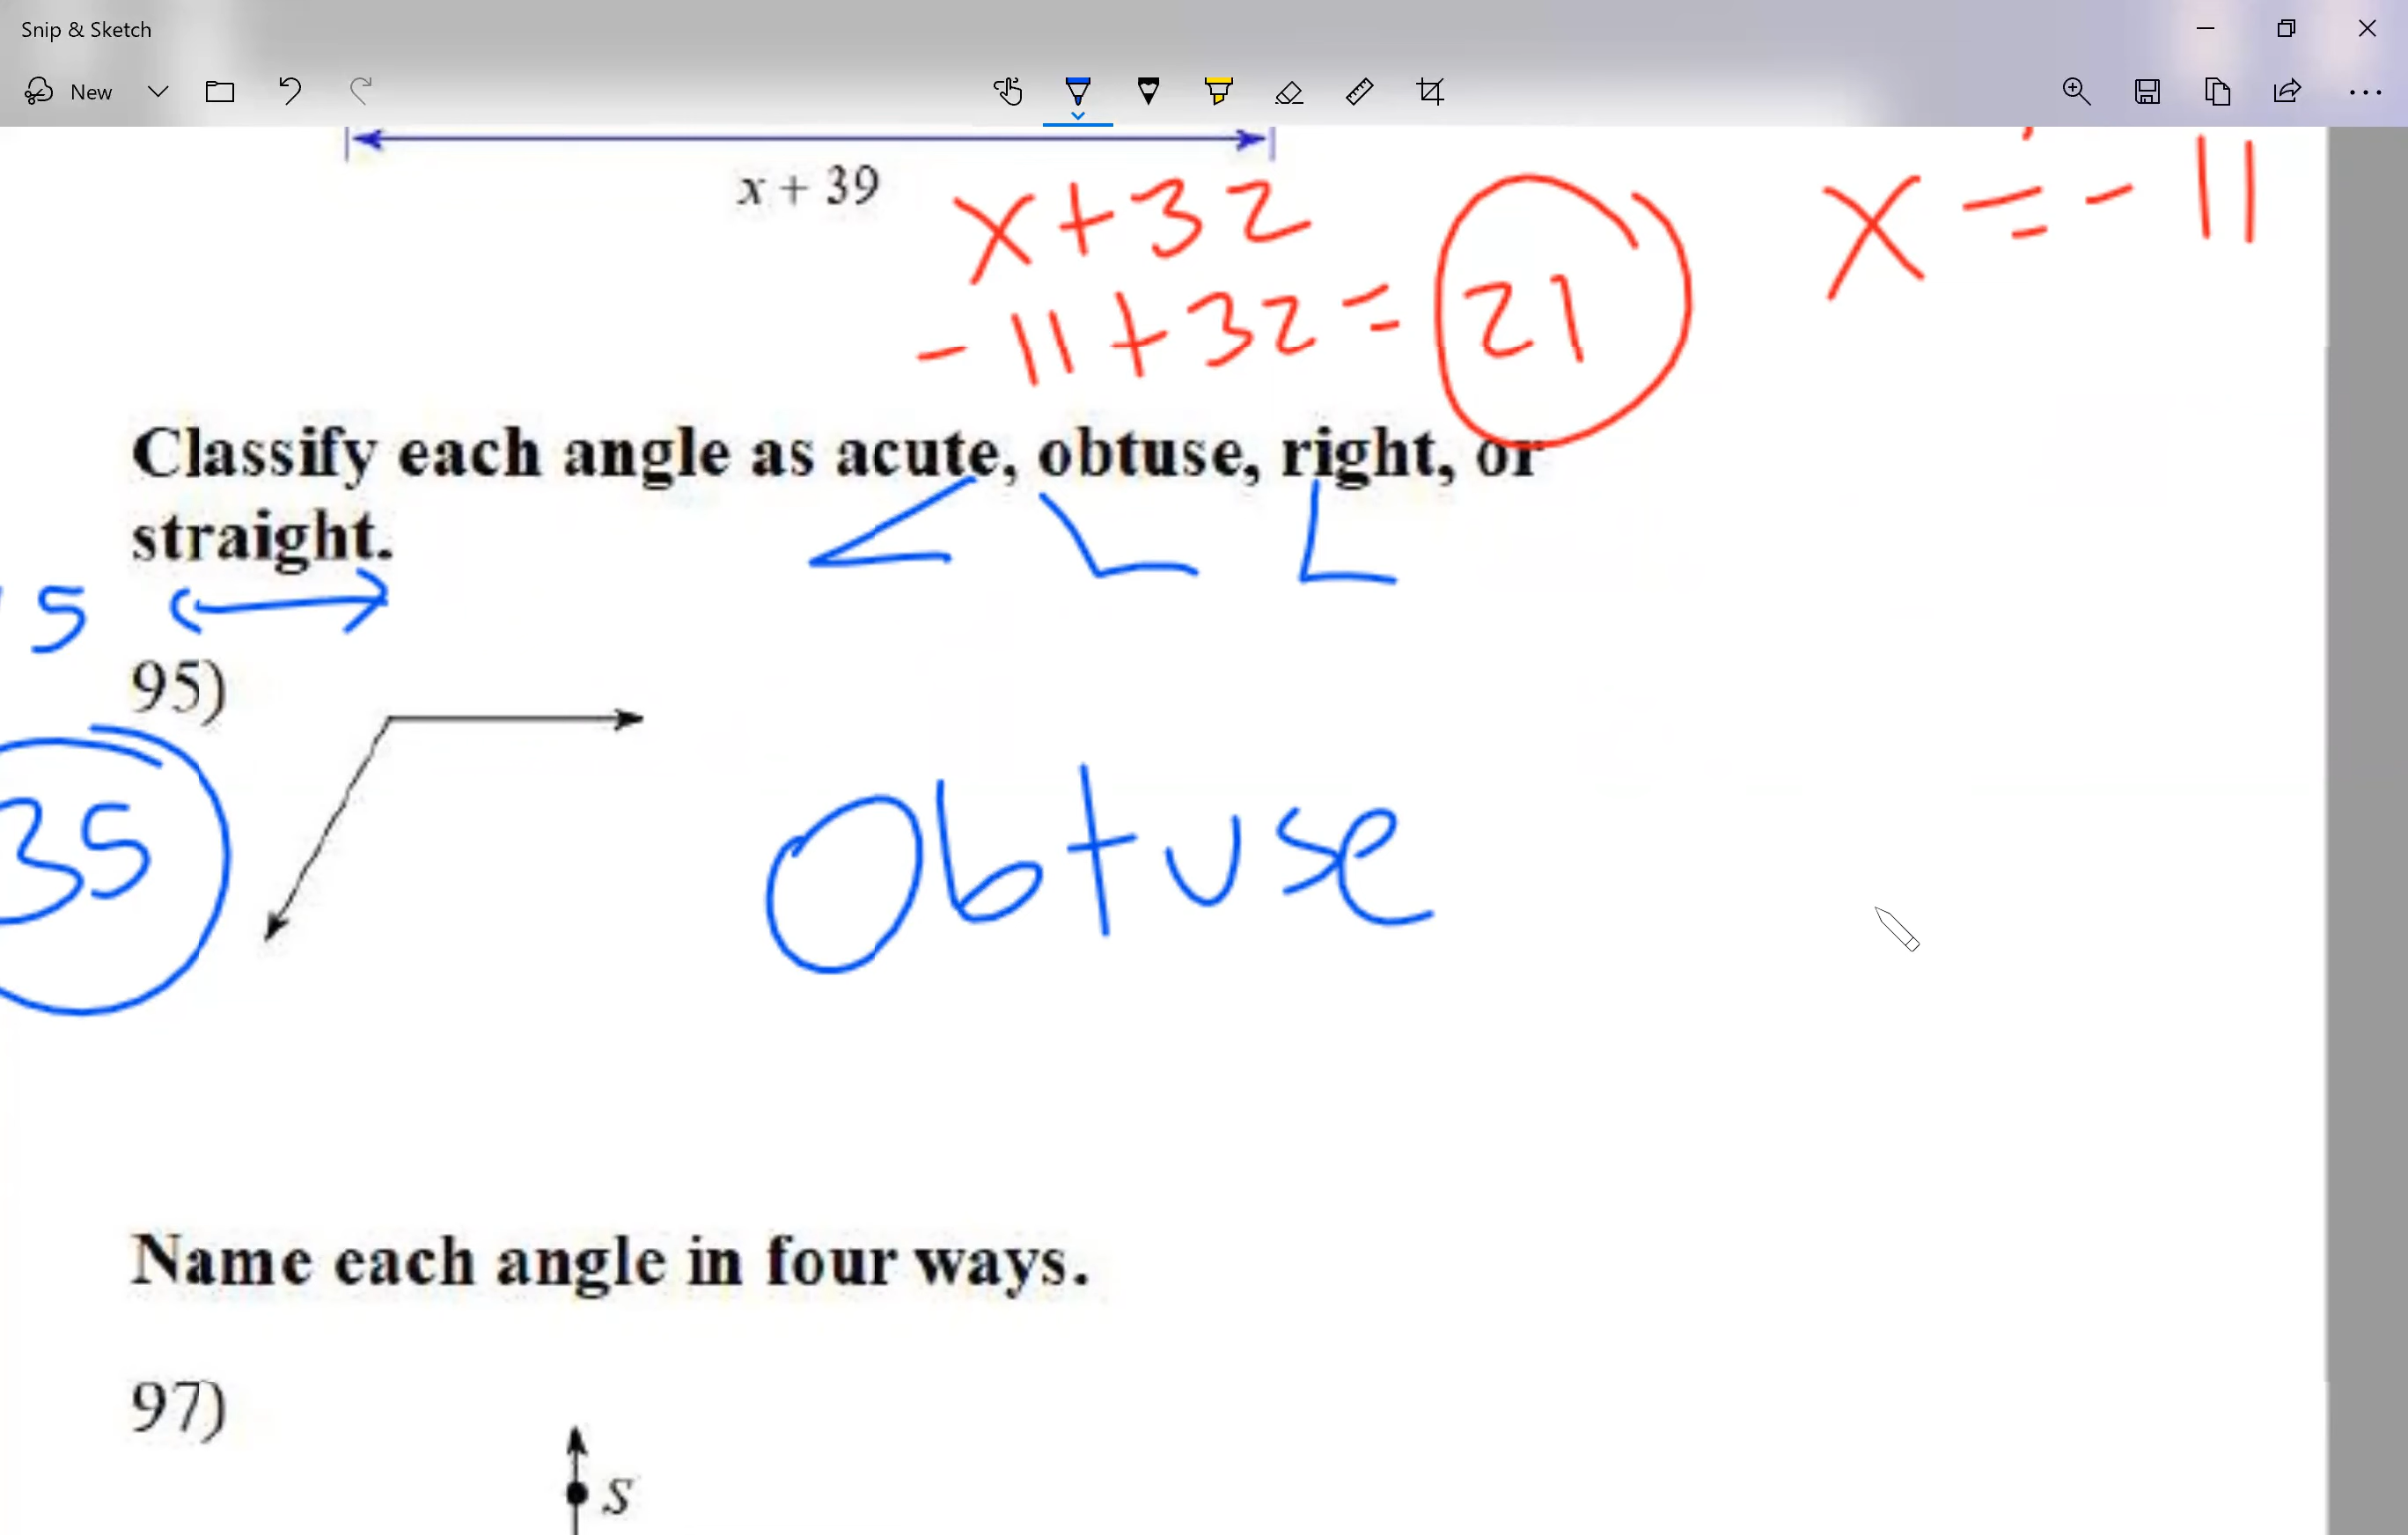 Snip & Sketch
New
x + 39
x = - 11
x + 32
- 11 + 32 = 21
Classify each angle as acute, obtuse, right, or
straight.
5
95)
35
Obtuse
Name each angle in four ways.
97)
S